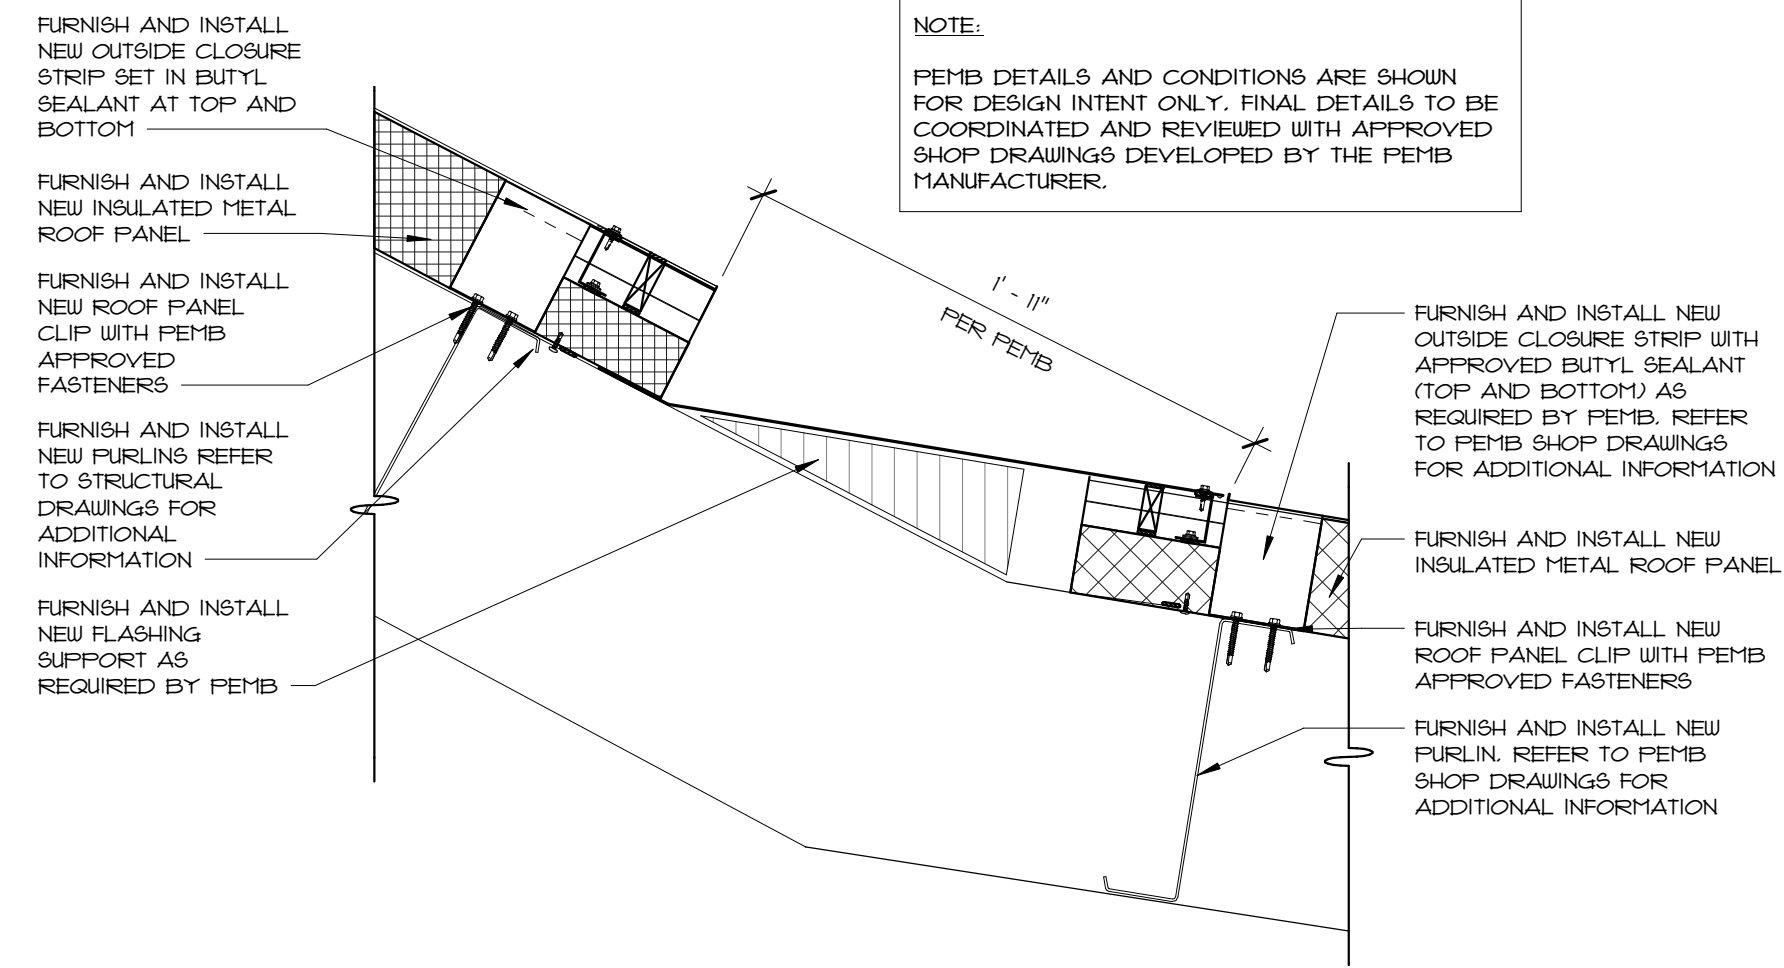 FURNISH AND INSTALL
NEW OUTSIDE CLOSURE
STRIP SET IN BUTYL
SEALANT AT TOP AND
BOTTOM
FURNISH AND INSTALL
NEW INSULATED METAL
ROOF PANEL
FURNISH AND INSTALL
NEW ROOF PANEL
CLIP WITH PEMB
APPROVED
FASTENERS
FURNISH AND INSTALL
NEW PURLINS REFER
TO STRUCTURAL
DRAWINGS FOR
ADDITIONAL
INFORMATION
FURNISH AND INSTALL
NEW FLASHING
SUPPORT AS
REQUIRED BY PEMB
NOTE:
PEMB DETAILS AND CONDITIONS ARE SHOWN
FOR DESIGN INTENT ONLY. FINAL DETAILS TO BE
COORDINATED AND REVIEWED WITH APPROVED
SHOP DRAWINGS DEVELOPED BY THE PEMB
MANUFACTURER.
1' - 11"
PER PEMB
FURNISH AND INSTALL NEW
OUTSIDE CLOSURE STRIP WITH
APPROVED BUTYL SEALANT
(TOP AND BOTTOM) AS
REQUIRED BY PEMB. REFER
TO PEMB SHOP DRAWINGS
FOR ADDITIONAL INFORMATION
FURNISH AND INSTALL NEW
INSULATED METAL ROOF PANEL
FURNISH AND INSTALL NEW
ROOF PANEL CLIP WITH PEMB
APPROVED FASTENERS
FURNISH AND INSTALL NEW
PURLIN. REFER TO PEMB
SHOP DRAWINGS FOR
ADDITIONAL INFORMATION